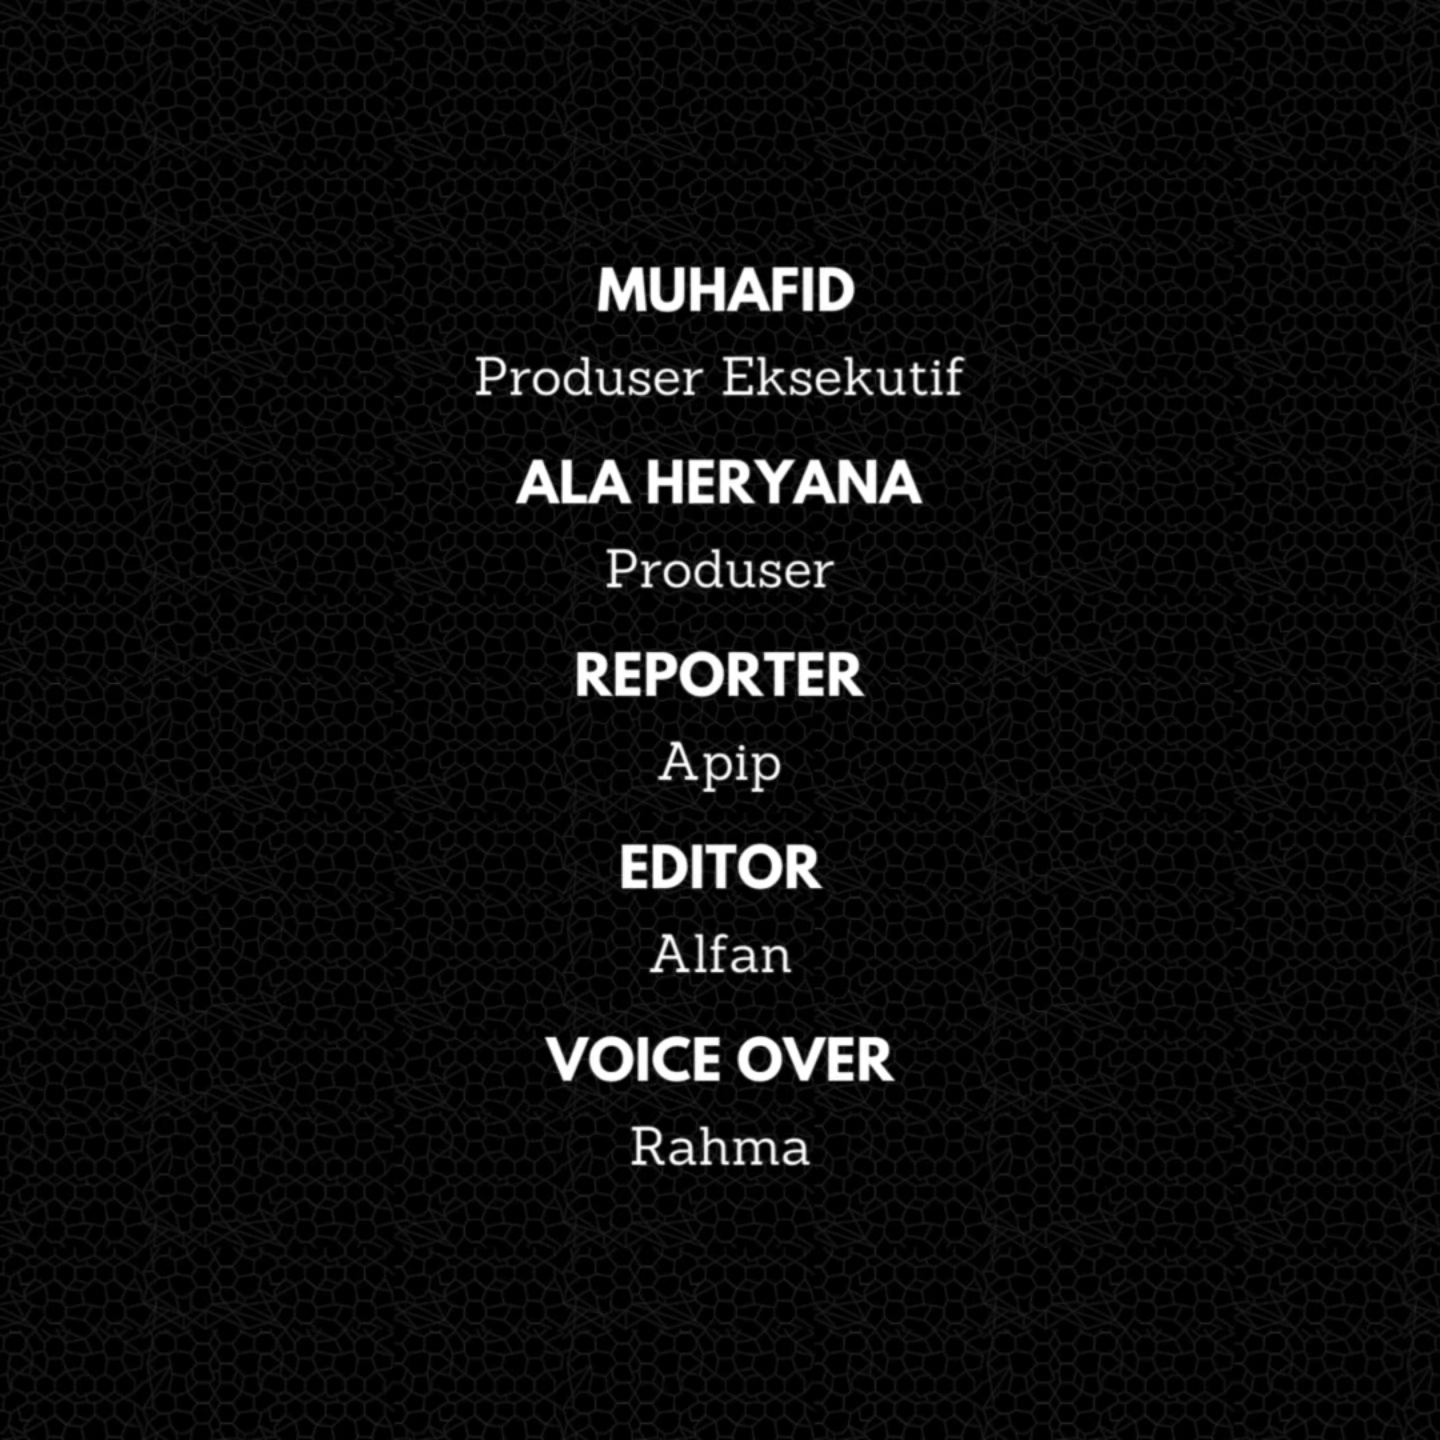 MUHAFID
Produser Eksekutif
ALA HERYANA
Produser
REPORTER
Apip
EDITOR
Alfan
VOICE OVER
Rahma